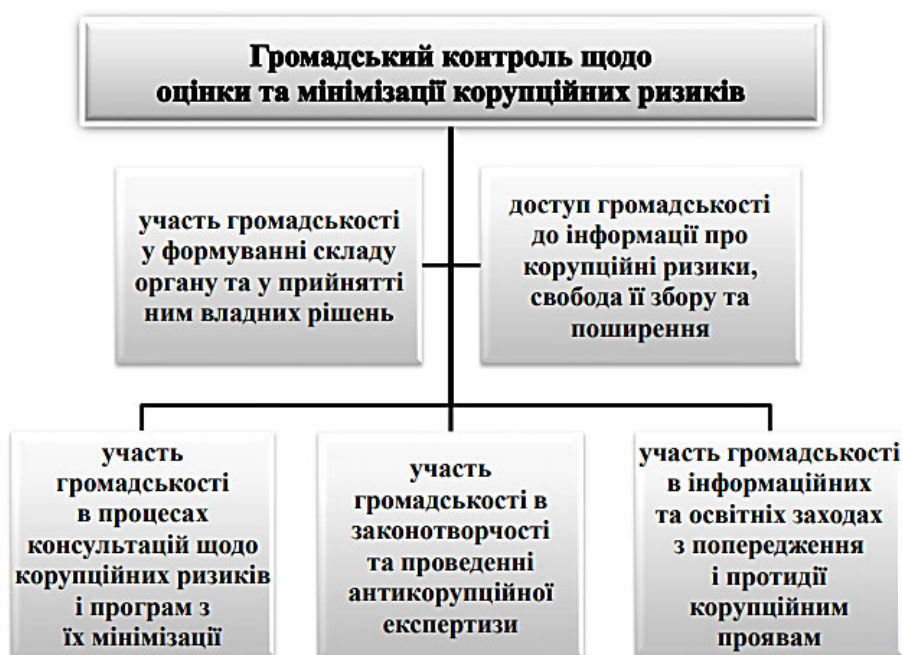 Громадський контроль щодо
оцінки та мінімізації корупційних ризиків
участь громадськості
у формуванні складу
органу та у прийнятті
ним владних рішень
доступ громадськості
до інформації про
корупційні ризики,
свобода її збору та
поширення
участь
громадськості
в процесах
консультацій щодо
корупційних ризиків
і програм з
їх мінімізації
участь
громадськості в
законотворчості
та проведенні
антикорупційної
експертизи
участь громадськості
в інформаційних
та освітніх заходах
з попередження
і протидії
корупційним
проявам